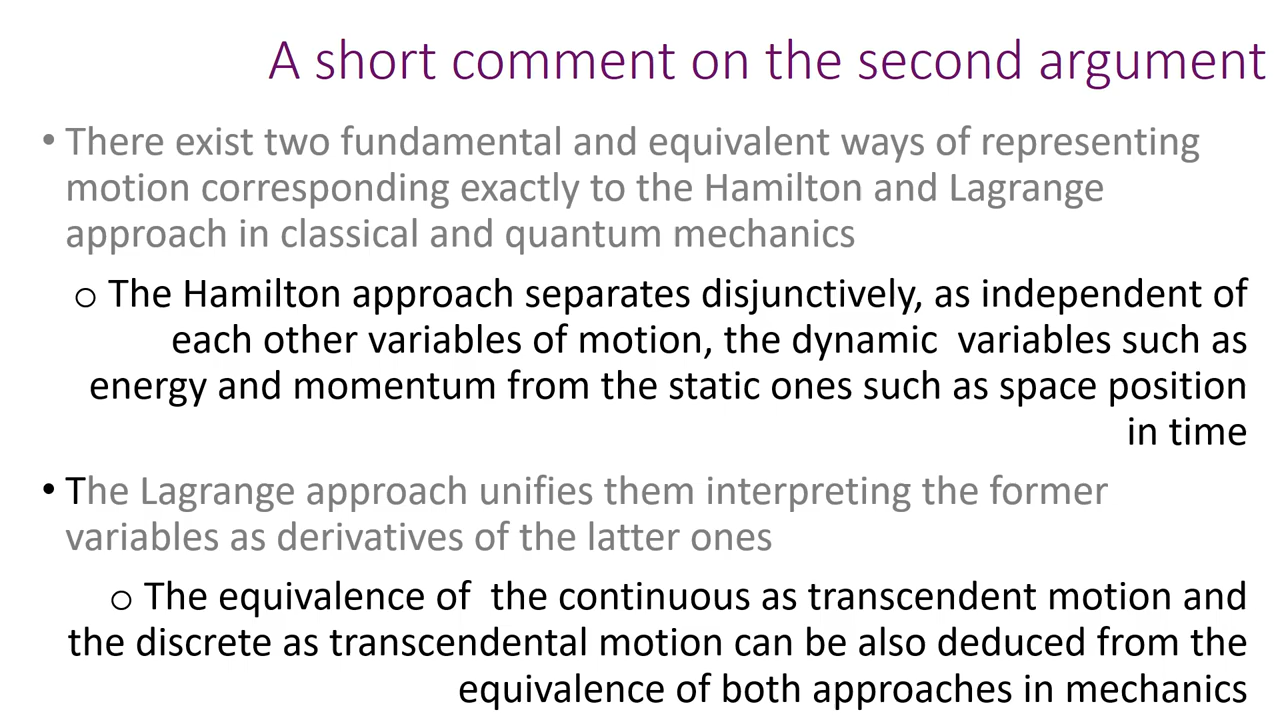 A short comment on the second argument
• There exist two fundamental and equivalent ways of representing
motion corresponding exactly to the Hamilton and Lagrange
approach in classical and quantum mechanics
o The Hamilton approach separates disjunctively, as independent of
each other variables of motion, the dynamic  variables such as
energy and momentum from the static ones such as space position
in time
• The Lagrange approach unifies them interpreting the former
variables as derivatives of the latter ones
o The equivalence of  the continuous as transcendent motion and
the discrete as transcendental motion can be also deduced from the
equivalence of both approaches in mechanics